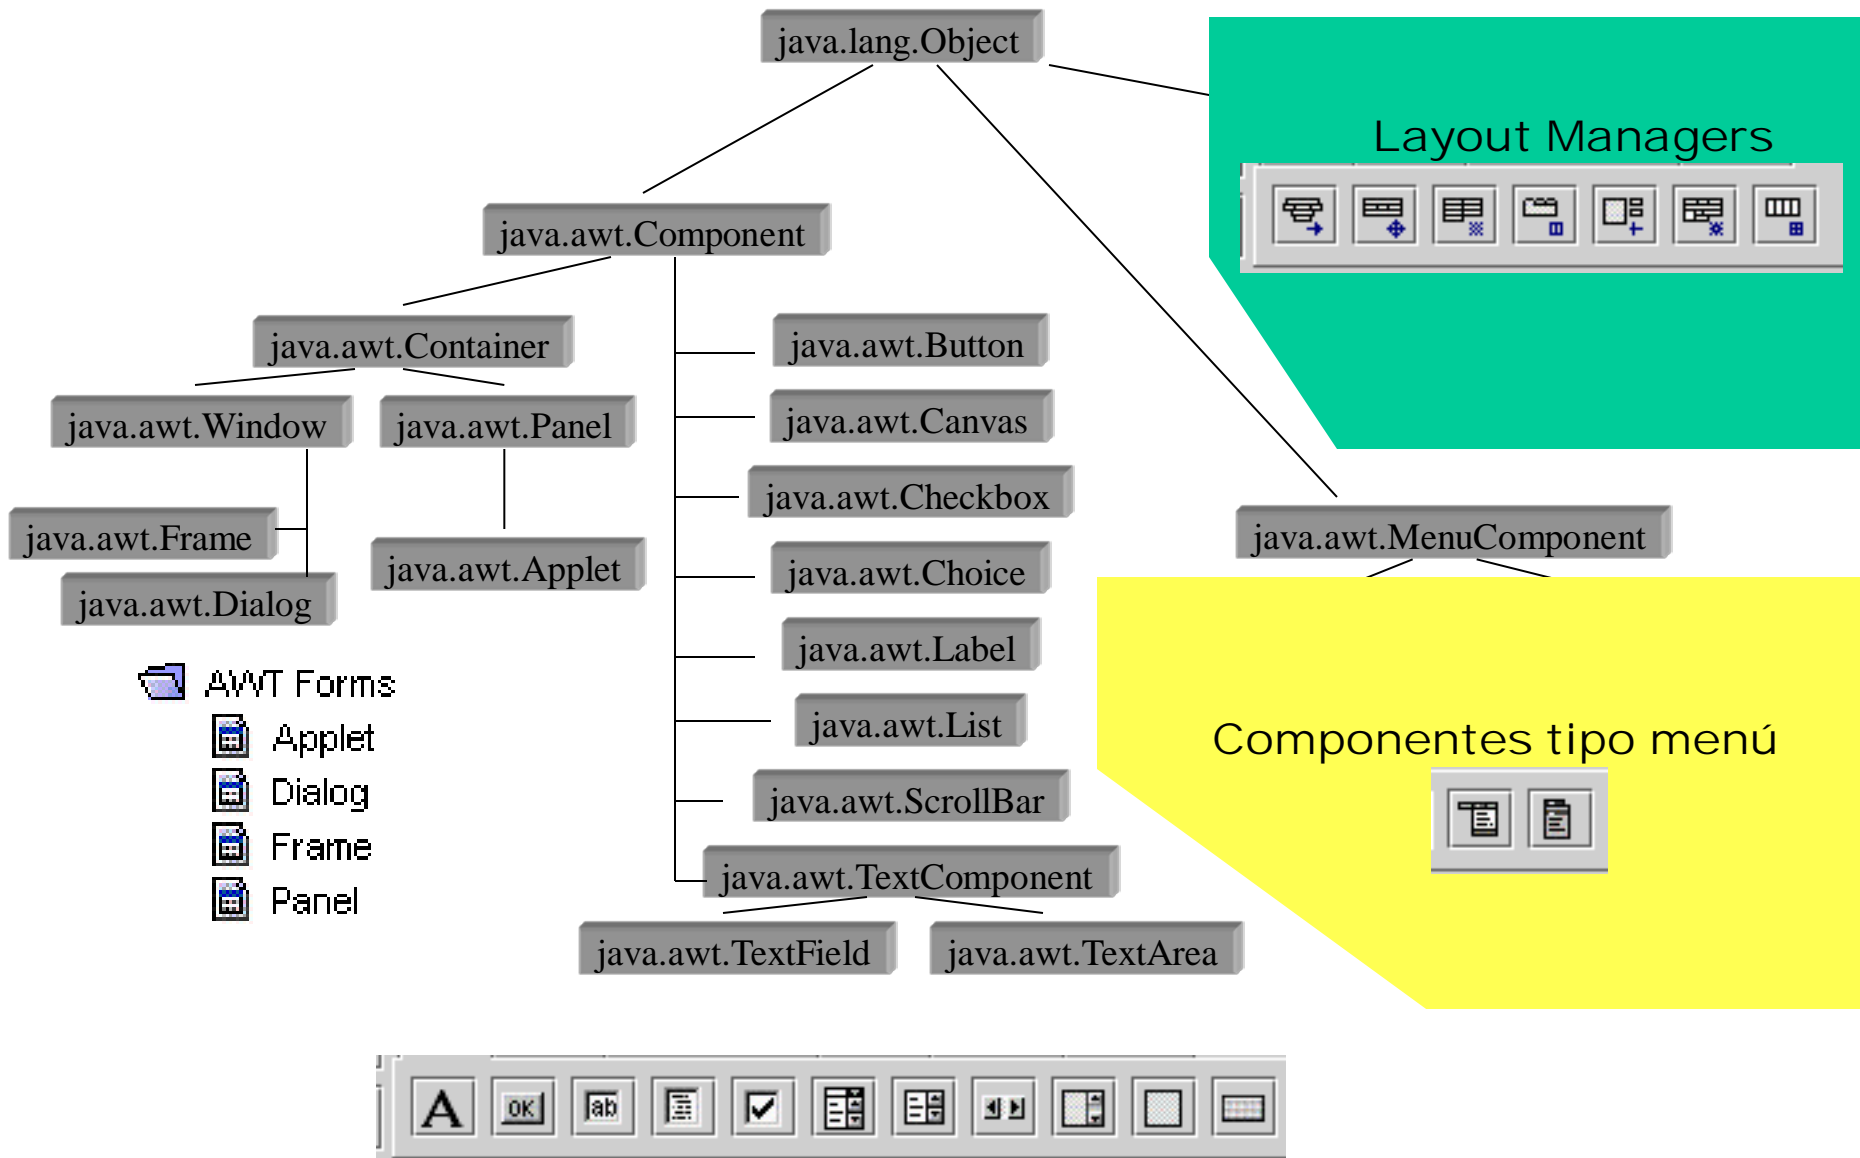 java.lang.Object
Layout Managers
java.awt.Component
java.awt.Container
java.awt.Button
java.awt.Window
java.awt.Panel
java.awt.Canvas
java.awt.Checkbox
java.awt.Frame
java.awt.Applet
java.awt.Choice
java.awt.MenuComponent
java.awt.Dialog
java.awt.Label
AWT Forms
Applet
Dialog
Frame
Panel
java.awt.List
Componentes tipo menú
java.awt.ScrollBar
java.awt.TextComponent
java.awt.TextField
java.awt.TextArea
A
OK
ab